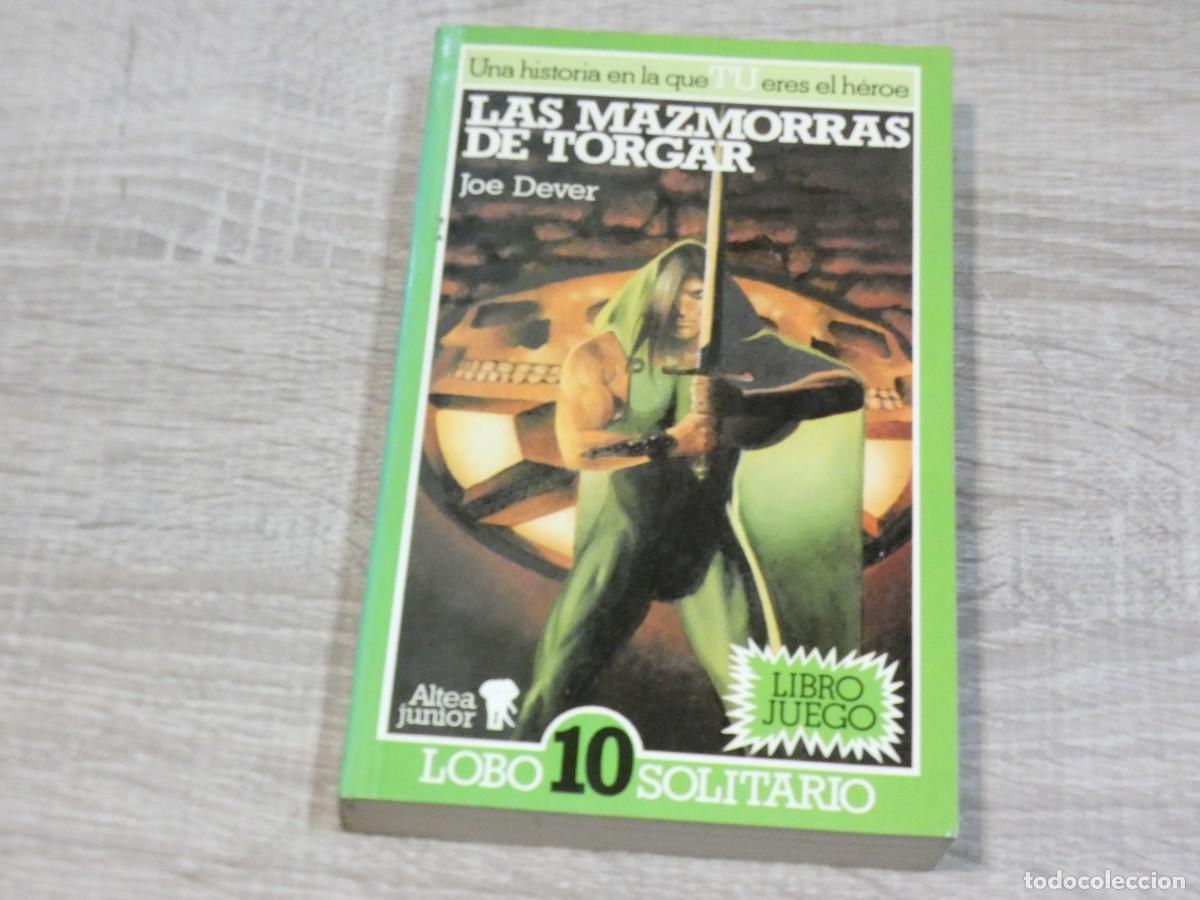 Una historia en la que TU eres el héroe
LAS MAZMORRAS
DE TORGAR
Joe Dever
LIBRO
JUEGO
Altea
junior
LOBO 10 SOLITARIO
todocoleccion